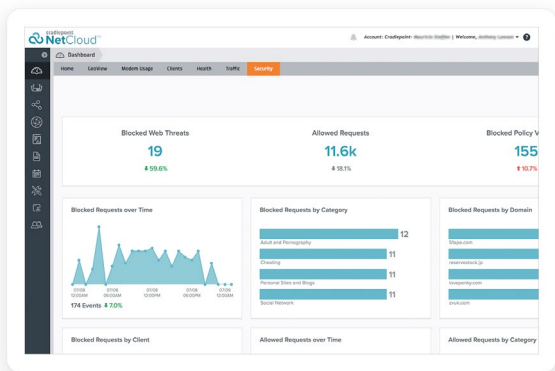 cradlepoint
NetCloud™
Account: Cradlepoint- | Welcome,
Dashboard
Home GeoView Modem Usage Clients Health Traffic Security
Blocked Web Threats
19
59.6%
Allowed Requests
11.6k
18.1%
Blocked Policy V
155
10.7%
Blocked Requests over Time
07/08 07/08 07/08 07/08 07/09
12:00AM 06:00AM 12:00PM 06:00PM 12:00AM
174 Events 7.0%
Blocked Requests by Category
12
Adult and Pornography
11
Cheating
11
Personal Sites and Blogs
11
Social Network
Blocked Requests by Domain
reservestock.jp
Blocked Requests by Client
Allowed Requests over Time
Allowed Requests by Category